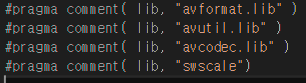 #pragma comment( lib, "avformat.lib" )
#pragma comment( lib, "avutil.lib" )
#pragma comment( lib, "avcodec.lib" )
#pragma comment( lib, "swscale")